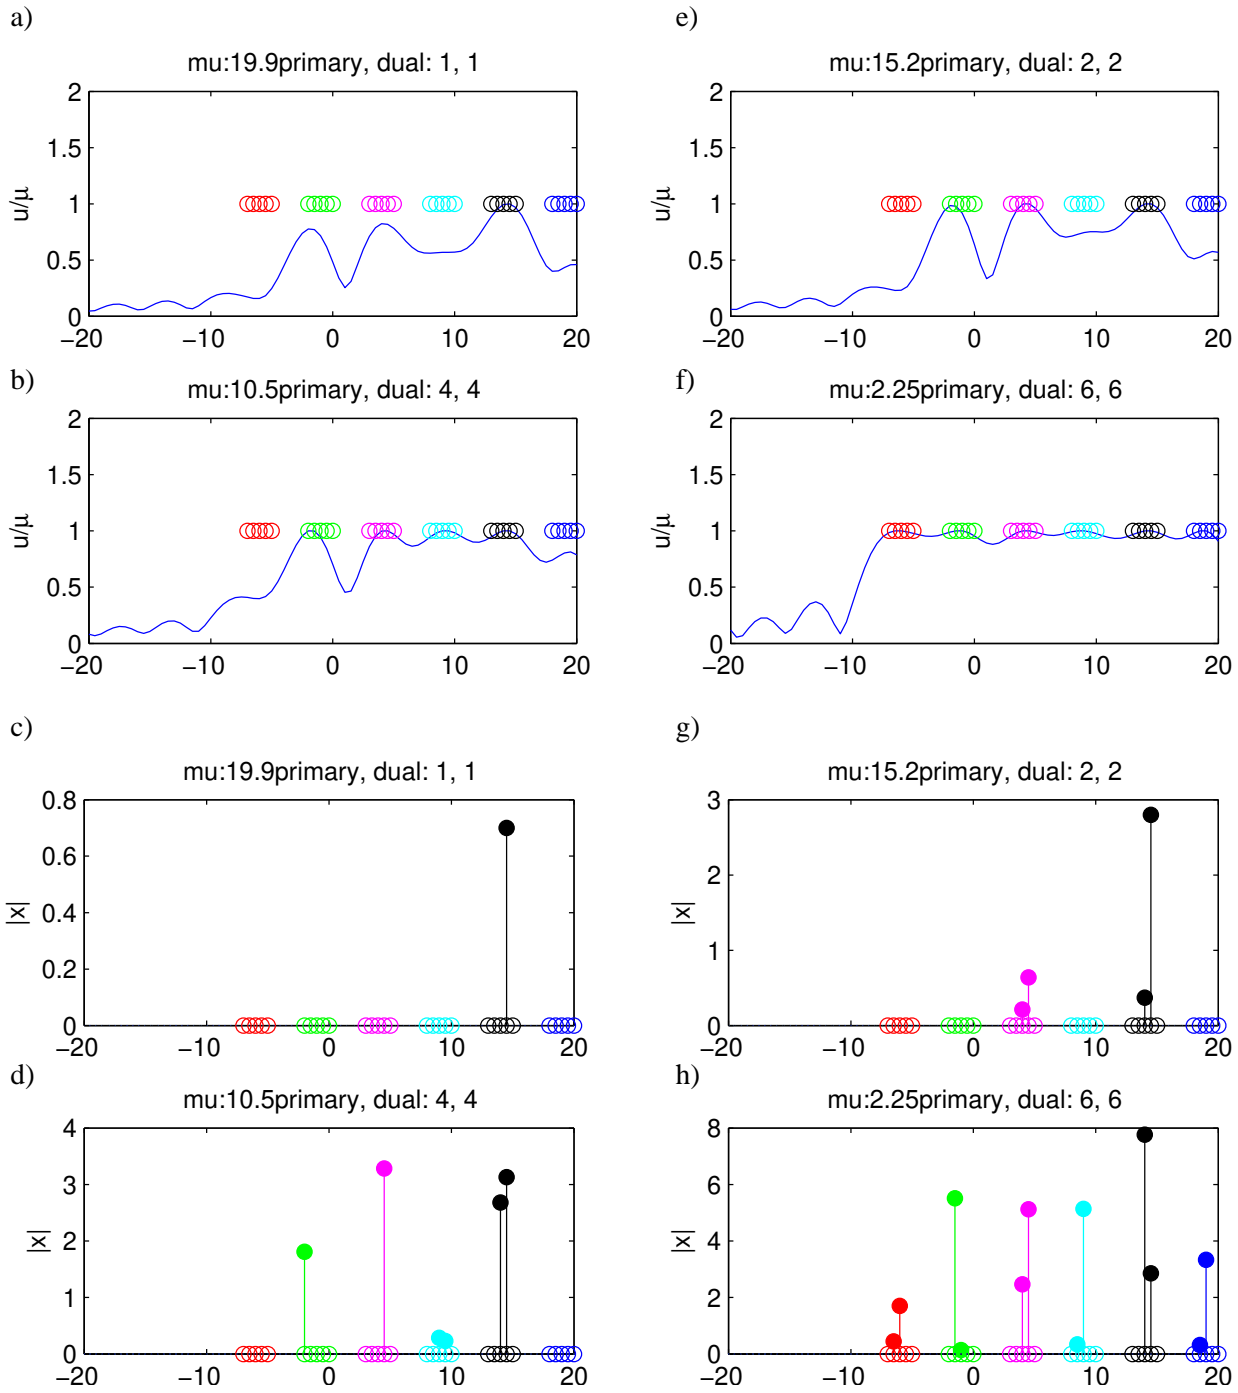 a)
mu:19.9primary, dual: 1, 1
2
1.5
1
0.5
0
u/μ
−20 −10 0 10 20
b)
mu:10.5primary, dual: 4, 4
2
1.5
1
0.5
0
u/μ
−20 −10 0 10 20
c)
mu:19.9primary, dual: 1, 1
0.8
0.6
0.4
0.2
0
|x|
−20 −10 0 10 20
d)
mu:10.5primary, dual: 4, 4
4
3
2
1
0
|x|
−20 −10 0 10 20
e)
mu:15.2primary, dual: 2, 2
2
1.5
1
0.5
0
u/μ
−20 −10 0 10 20
f)
mu:2.25primary, dual: 6, 6
2
1.5
1
0.5
0
u/μ
−20 −10 0 10 20
g)
mu:15.2primary, dual: 2, 2
3
2
1
0
|x|
−20 −10 0 10 20
h)
mu:2.25primary, dual: 6, 6
8
6
4
2
0
|x|
−20 −10 0 10 20